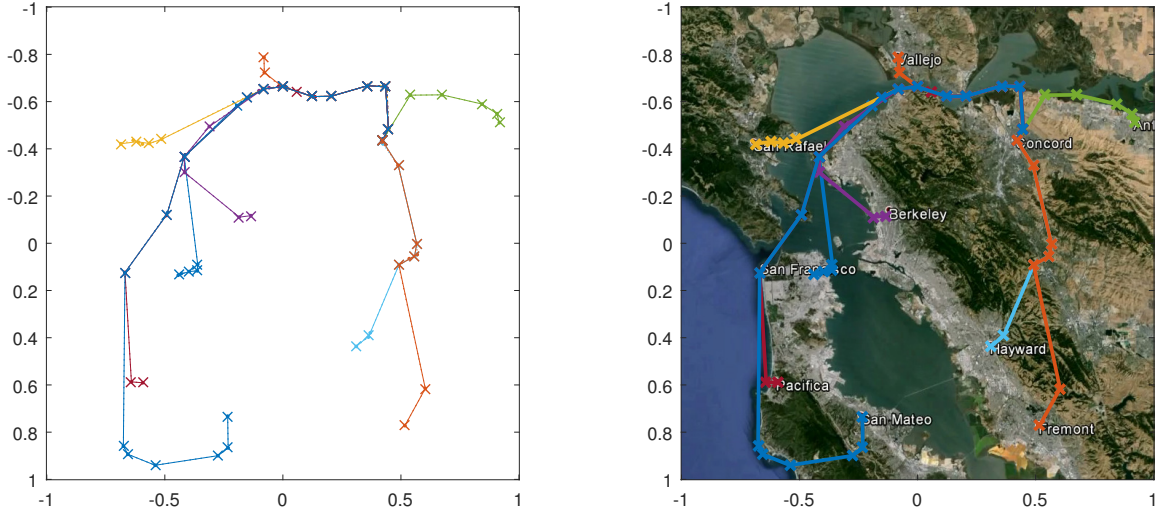 -1
-0.8
-0.6
-0.4
-0.2
0
0.2
0.4
0.6
0.8
1
-1 -0.5 0 0.5 1
-1
-0.8
-0.6
-0.4
-0.2
0
0.2
0.4
0.6
0.8
1
-1 -0.5 0 0.5 1
Vallejo
Ant
San Rafael
Concord
Berkeley
San Francisco
Hayward
Pacifica
San Mateo
Fremont